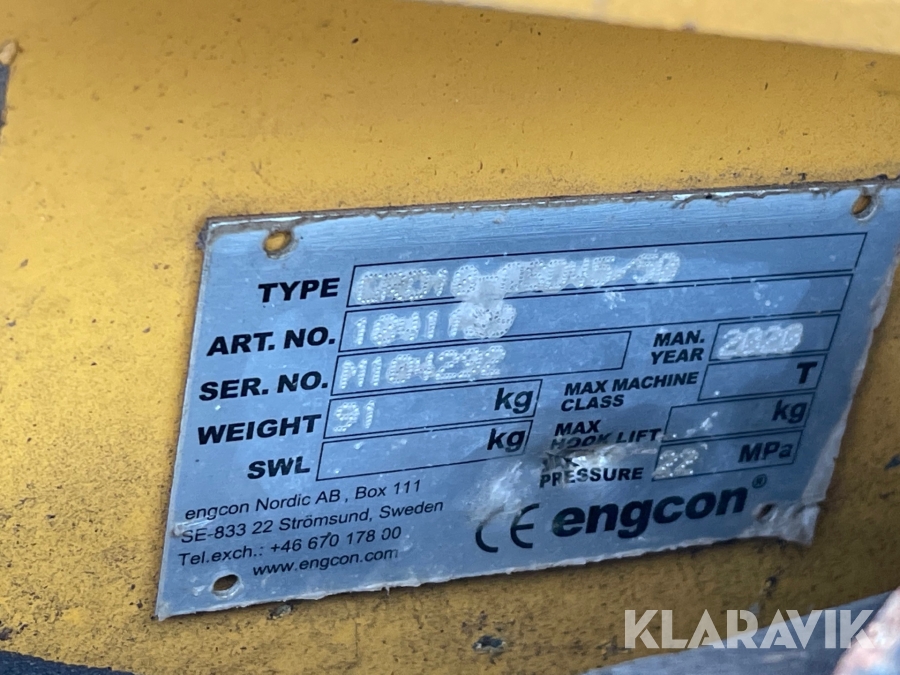 TYPE
ART. NO.
SER. NO. M104292 MAN. YEAR 2020
WEIGHT 91 kg MAX MACHINE CLASS T
SWL kg MAX HOOK LIFT kg
PRESSURE 22 MPa
engcon Nordic AB, Box 111
SE-833 22 Strömsund, Sweden
Tel.exch.: +46 670 178 00
www.engcon.com
CE engcon®
KLARAVIK